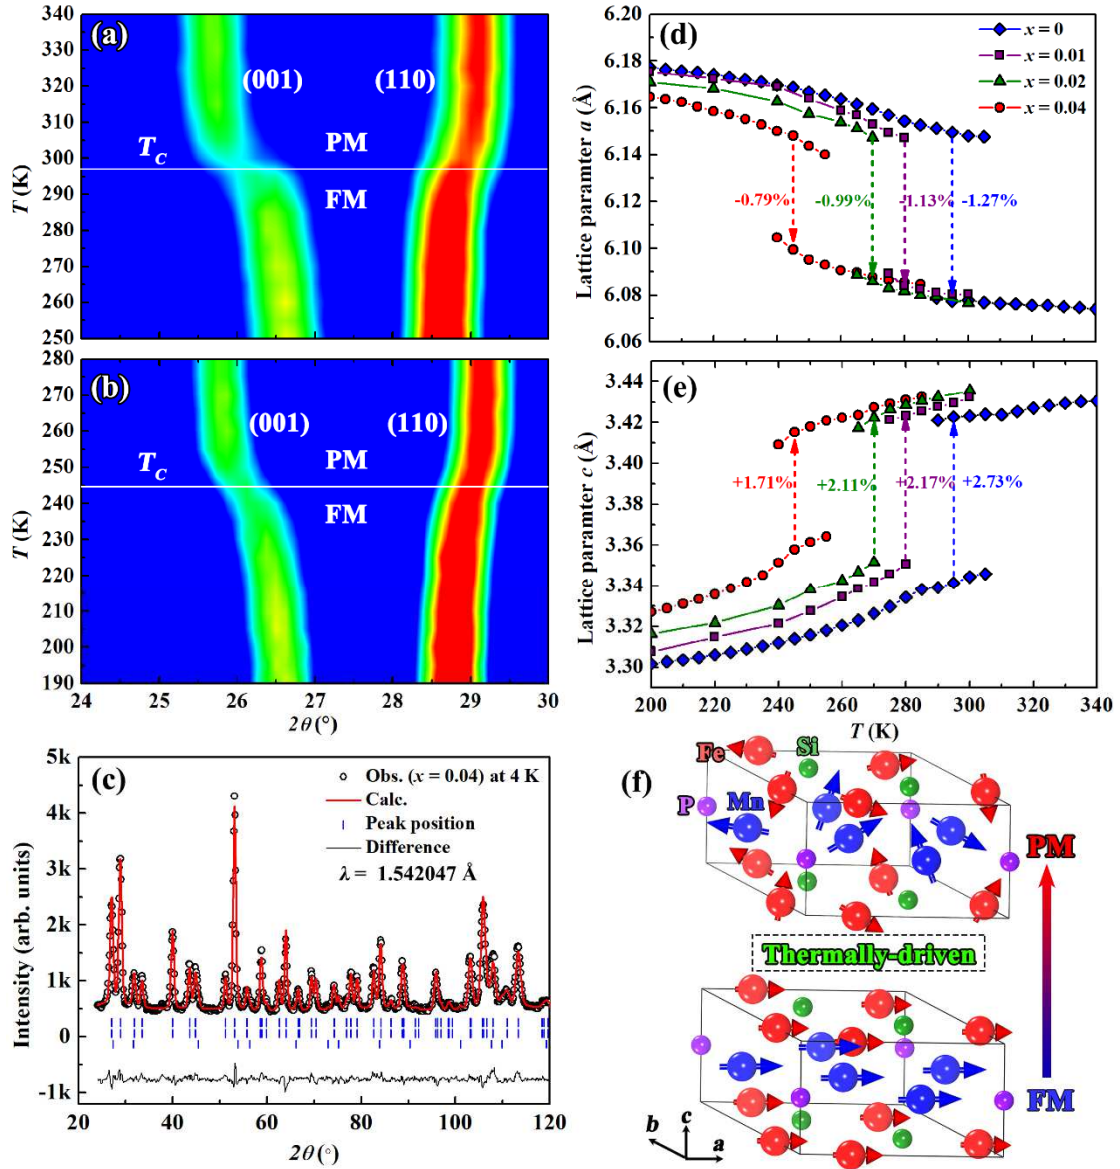 (a)
340
330
320
310
300
290
280
270
260
250
T (K)
(001)
(110)
T_C
PM
FM
(b)
280
270
260
250
240
230
220
210
200
190
T (K)
(001)
(110)
T_C
PM
FM
24 25 26 27 28 29 30
2θ (°)
(c)
5k
4k
3k
2k
1k
0
-1k
Intensity (arb. units)
Obs. (x = 0.04) at 4 K
Calc.
Peak position
Difference
λ = 1.542047 Å
20 40 60 80 100 120
2θ (°)
(d)
x = 0
x = 0.01
x = 0.02
x = 0.04
6.20
6.18
6.16
6.14
6.12
6.10
6.08
6.06
Lattice paramter a (Å)
-0.79% -0.99% -1.13% -1.27%
(e)
3.44
3.42
3.40
3.38
3.36
3.34
3.32
3.30
Lattice paramter c (Å)
+1.71% +2.11% +2.17% +2.73%
200 220 240 260 280 300 320 340
T (K)
(f)
Fe
Si
P
Mn
PM
Thermally-driven
FM
b
c
a